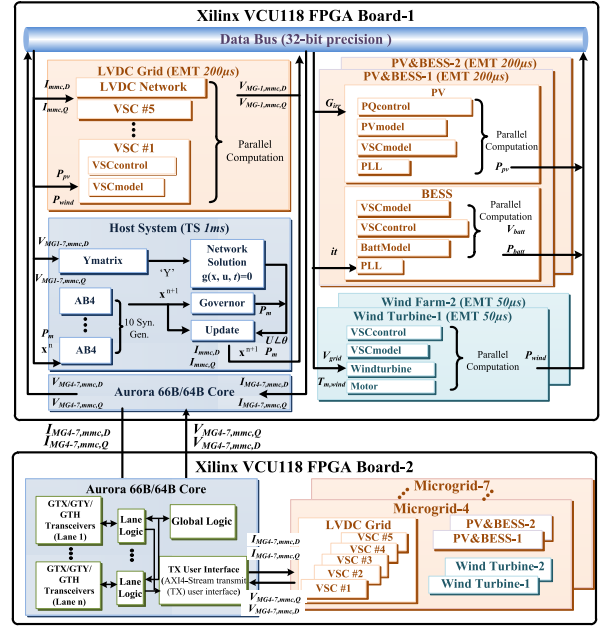 Xilinx VCU118 FPGA Board-1
Data Bus (32-bit precision )
LVDC Grid (EMT 200μs)
I_mmc,D
I_mmc,Q
LVDC Network
VSC #5
VSC #1
VSCcontrol
VSCmodel
Parallel
Computation
P_pv
P_wind
V_MG-1,mmc,D
V_MG-1,mmc,Q
Host System (TS 1ms)
V_MG1-7,mmc,D
V_MG1-7,mmc,Q
Ymatrix
'Y'
Network
Solution
g(x, u, t)=0
AB4
AB4
10 Syn.
Gen.
x^n+1
Governor
P_m
Update
U∠θ
P_m
x^n+1
P_m
x^n
I_mmc,D
I_mmc,Q
V_MG4-7,mmc,D
V_MG4-7,mmc,Q
I_MG4-7,mmc,D
I_MG4-7,mmc,Q
Aurora 66B/64B Core
PV&BESS-2 (EMT 200μs)
PV&BESS-1 (EMT 200μs)
PV
G_irr
PQcontrol
PVmodel
VSCmodel
PLL
Parallel
Computation
P_pv
BESS
VSCmodel
VSCcontrol
BattModel
PLL
Parallel
Computation
V_batt
P_batt
it
Wind Farm-2 (EMT 50μs)
Wind Turbine-1 (EMT 50μs)
VSCcontrol
VSCmodel
Windturbine
Motor
V_grid
T_m,wind
Parallel
Computation
P_wind
I_MG4-7,mmc,D
I_MG4-7,mmc,Q
V_MG4-7,mmc,Q
V_MG4-7,mmc,D
Xilinx VCU118 FPGA Board-2
Aurora 66B/64B Core
GTX/GTY/
GTH
Transceivers
(Lane 1)
Lane
Logic
Global Logic
GTX/GTY/
GTH
Transceivers
(Lane n)
Lane
Logic
TX User Interface
(AXI4-Stream transmit
(TX) user interface)
I_MG4-7,mmc,D
I_MG4-7,mmc,Q
V_MG4-7,mmc,Q
V_MG4-7,mmc,D
Microgrid-7
Microgrid-4
LVDC Grid
VSC #5
VSC #4
VSC #3
VSC #2
VSC #1
PV&BESS-2
PV&BESS-1
Wind Turbine-2
Wind Turbine-1